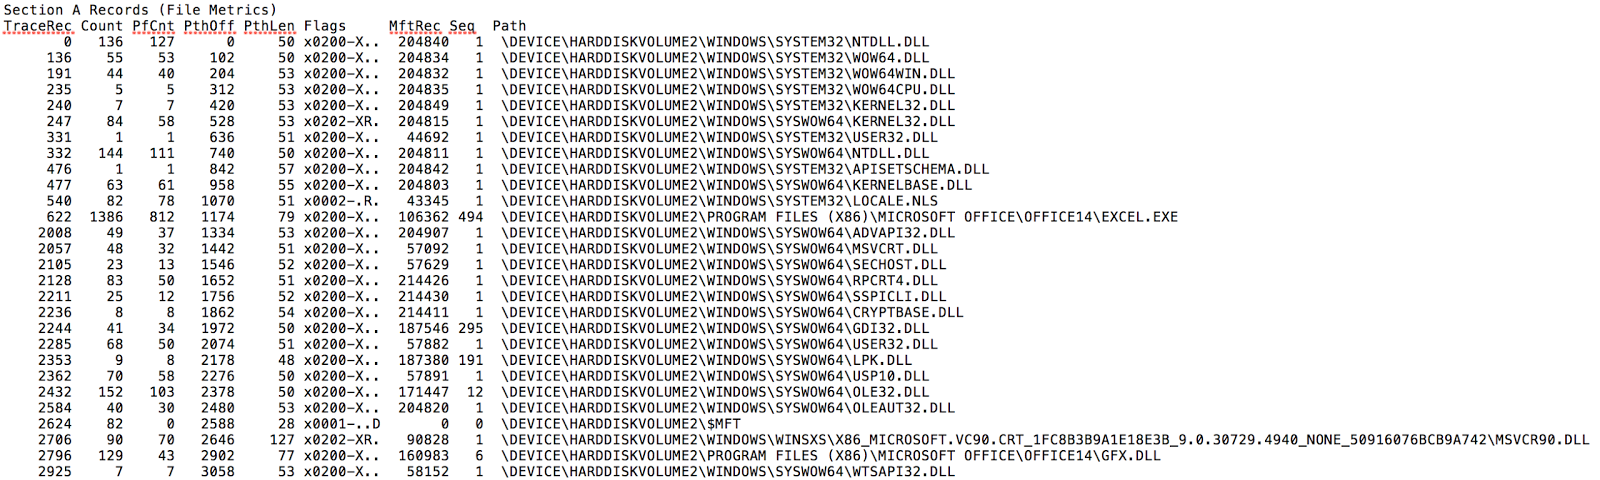 Section A Records (File Metrics)
TraceRec Count PfCnt PthOff PthLen Flags MftRec Seq Path
0 136 127 0 50 x0200-X.. 204840 1 \DEVICE\HARDDISKVOLUME2\WINDOWS\SYSTEM32\NTDLL.DLL
136 55 53 102 50 x0200-X.. 204834 1 \DEVICE\HARDDISKVOLUME2\WINDOWS\SYSTEM32\WOW64.DLL
191 44 40 204 53 x0200-X.. 204832 1 \DEVICE\HARDDISKVOLUME2\WINDOWS\SYSTEM32\WOW64WIN.DLL
235 5 5 312 53 x0200-X.. 204835 1 \DEVICE\HARDDISKVOLUME2\WINDOWS\SYSTEM32\WOW64CPU.DLL
240 7 7 420 53 x0200-X.. 204849 1 \DEVICE\HARDDISKVOLUME2\WINDOWS\SYSTEM32\KERNEL32.DLL
247 84 58 528 53 x0202-XR. 204815 1 \DEVICE\HARDDISKVOLUME2\WINDOWS\SYSWOW64\KERNEL32.DLL
331 1 1 636 51 x0200-X.. 44692 1 \DEVICE\HARDDISKVOLUME2\WINDOWS\SYSTEM32\USER32.DLL
332 144 111 740 50 x0200-X.. 204811 1 \DEVICE\HARDDISKVOLUME2\WINDOWS\SYSWOW64\NTDLL.DLL
476 1 1 842 57 x0200-X.. 204842 1 \DEVICE\HARDDISKVOLUME2\WINDOWS\SYSTEM32\APISETSCHEMA.DLL
477 63 61 958 55 x0200-X.. 204803 1 \DEVICE\HARDDISKVOLUME2\WINDOWS\SYSWOW64\KERNELBASE.DLL
540 82 78 1070 51 x0002-.R. 43345 1 \DEVICE\HARDDISKVOLUME2\WINDOWS\SYSTEM32\LOCALE.NLS
622 1386 812 1174 79 x0200-X.. 106362 494 \DEVICE\HARDDISKVOLUME2\PROGRAM FILES (X86)\MICROSOFT OFFICE\OFFICE14\EXCEL.EXE
2008 49 37 1334 53 x0200-X.. 204907 1 \DEVICE\HARDDISKVOLUME2\WINDOWS\SYSWOW64\ADVAPI32.DLL
2057 48 32 1442 51 x0200-X.. 57092 1 \DEVICE\HARDDISKVOLUME2\WINDOWS\SYSWOW64\MSVCRT.DLL
2105 23 13 1546 52 x0200-X.. 57629 1 \DEVICE\HARDDISKVOLUME2\WINDOWS\SYSWOW64\SECHOST.DLL
2128 83 50 1652 51 x0200-X.. 214426 1 \DEVICE\HARDDISKVOLUME2\WINDOWS\SYSWOW64\RPCRT4.DLL
2211 25 12 1756 52 x0200-X.. 214430 1 \DEVICE\HARDDISKVOLUME2\WINDOWS\SYSWOW64\SSPICLI.DLL
2236 8 8 1862 54 x0200-X.. 214411 1 \DEVICE\HARDDISKVOLUME2\WINDOWS\SYSWOW64\CRYPTBASE.DLL
2244 41 34 1972 50 x0200-X.. 187546 295 \DEVICE\HARDDISKVOLUME2\WINDOWS\SYSWOW64\GDI32.DLL
2285 68 50 2074 51 x0200-X.. 57882 1 \DEVICE\HARDDISKVOLUME2\WINDOWS\SYSWOW64\USER32.DLL
2353 9 8 2178 48 x0200-X.. 187380 191 \DEVICE\HARDDISKVOLUME2\WINDOWS\SYSWOW64\LPK.DLL
2362 70 58 2276 50 x0200-X.. 57891 1 \DEVICE\HARDDISKVOLUME2\WINDOWS\SYSWOW64\USP10.DLL
2432 152 103 2378 50 x0200-X.. 171447 12 \DEVICE\HARDDISKVOLUME2\WINDOWS\SYSWOW64\OLE32.DLL
2584 40 30 2480 53 x0200-X.. 204820 1 \DEVICE\HARDDISKVOLUME2\WINDOWS\SYSWOW64\OLEAUT32.DLL
2624 82 0 2588 28 x0001-..D 0 0 \DEVICE\HARDDISKVOLUME2\$MFT
2706 90 70 2646 127 x0202-XR. 90828 1 \DEVICE\HARDDISKVOLUME2\WINDOWS\WINSXS\X86_MICROSOFT.VC90.CRT_1FC8B3B9A1E18E3B_9.0.30729.4940_NONE_50916076BCB9A742\MSVCR90.DLL
2796 129 43 2902 77 x0200-X.. 160983 6 \DEVICE\HARDDISKVOLUME2\PROGRAM FILES (X86)\MICROSOFT OFFICE\OFFICE14\GFX.DLL
2925 7 7 3058 53 x0200-X.. 58152 1 \DEVICE\HARDDISKVOLUME2\WINDOWS\SYSWOW64\WTSAPI32.DLL